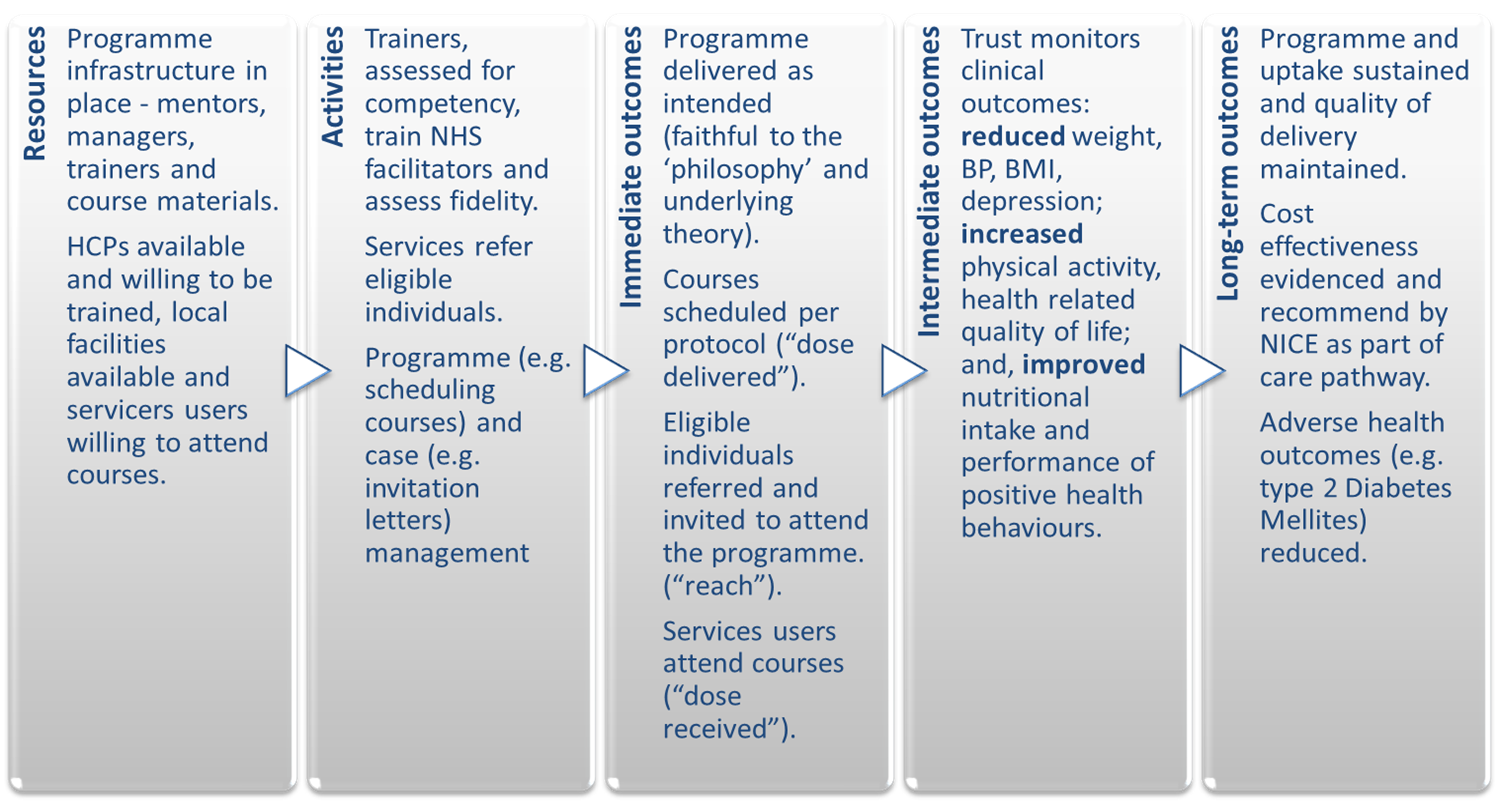 Resources
Programme
infrastructure in
place - mentors,
managers,
trainers and
course materials.
HCPs available
and willing to be
trained, local
facilities
available and
servicers users
willing to attend
courses.
Activities
Trainers,
assessed for
competency,
train NHS
facilitators and
assess fidelity.
Services refer
eligible
individuals.
Programme (e.g.
scheduling
courses) and
case (e.g.
invitation
letters)
management
Immediate outcomes
Programme
delivered as
intended
(faithful to the
‘philosophy’ and
underlying
theory).
Courses
scheduled per
protocol (“dose
delivered”).
Eligible
individuals
referred and
invited to attend
the programme.
(“reach”).
Services users
attend courses
(“dose
received”).
Intermediate outcomes
Trust monitors
clinical
outcomes:
reduced weight,
BP, BMI,
depression;
increased
physical activity,
health related
quality of life;
and, improved
nutritional
intake and
performance of
positive health
behaviours.
Long-term outcomes
Programme and
uptake sustained
and quality of
delivery
maintained.
Cost
effectiveness
evidenced and
recommend by
NICE as part of
care pathway.
Adverse health
outcomes (e.g.
type 2 Diabetes
Mellites)
reduced.